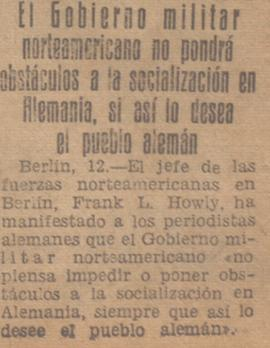 El Gobierno militar
norteamericano no pondrá
obstáculos a la socialización en
Alemania, si así lo desea
el pueblo alemán
Berlín, 12.—El jefe de las
fuerzas norteamericanas en
Berlín, Frank L. Howly, ha
manifestado a los periodistas
alemanes que el Gobierno mi-
litar norteamericano «no
piensa impedir o poner obs-
táculos a la socialización en
Alemania, siempre que así lo
desee el pueblo alemán».